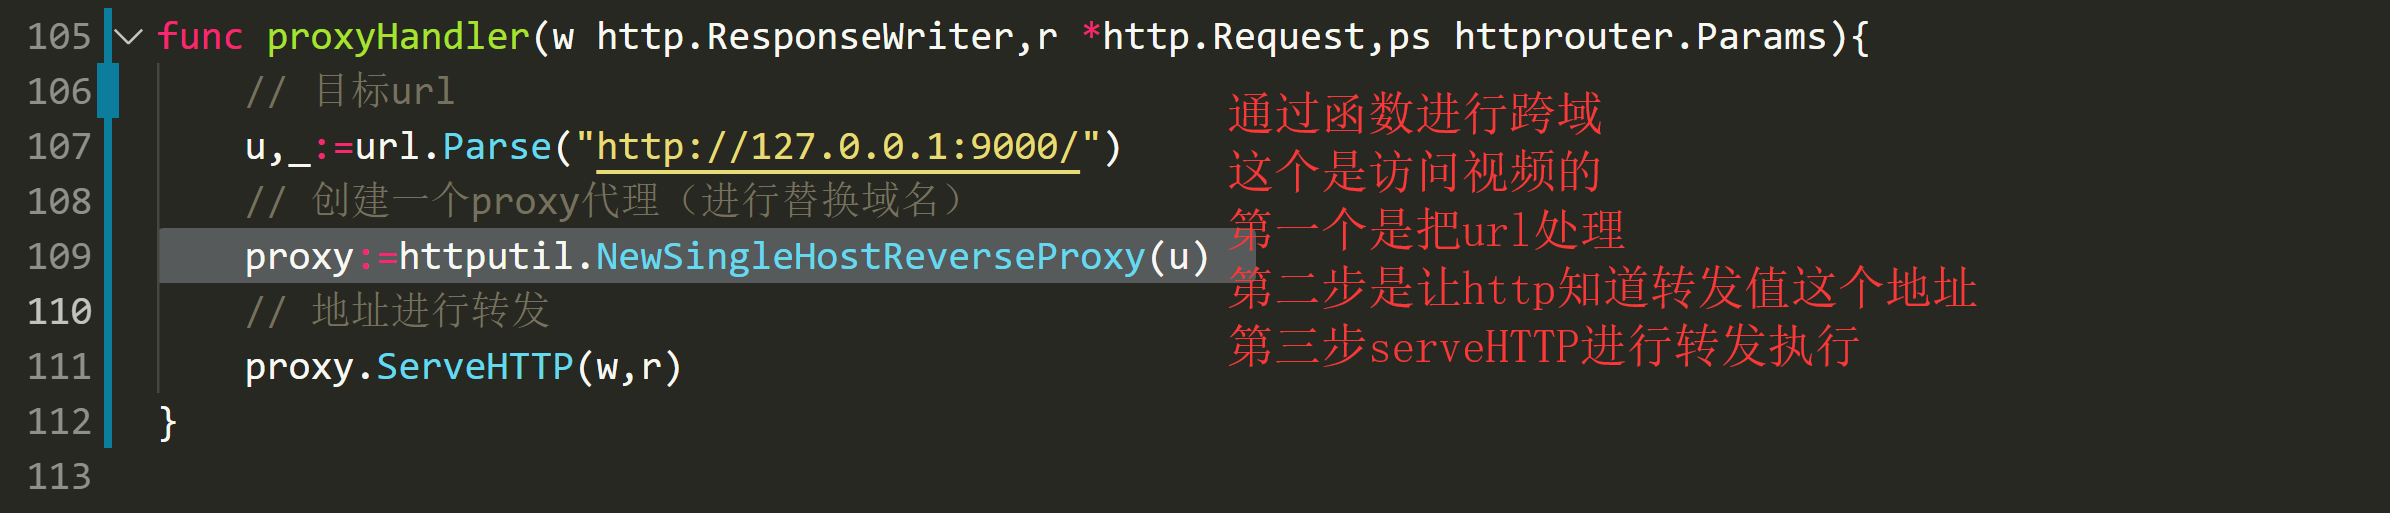 105 func proxyHandler(w http.ResponseWriter,r *http.Request,ps httprouter.Params){
106 // 目标url
107 u,_:=url.Parse("http://127.0.0.1:9000/")
108 // 创建一个proxy代理（进行替换域名）
109 proxy:=httputil.NewSingleHostReverseProxy(u)
110 // 地址进行转发
111 proxy.ServeHTTP(w,r)
112 }
113
通过函数进行跨域
这个是访问视频的
第一个是把url处理
第二步是让http知道转发值这个地址
第三步serveHTTP进行转发执行